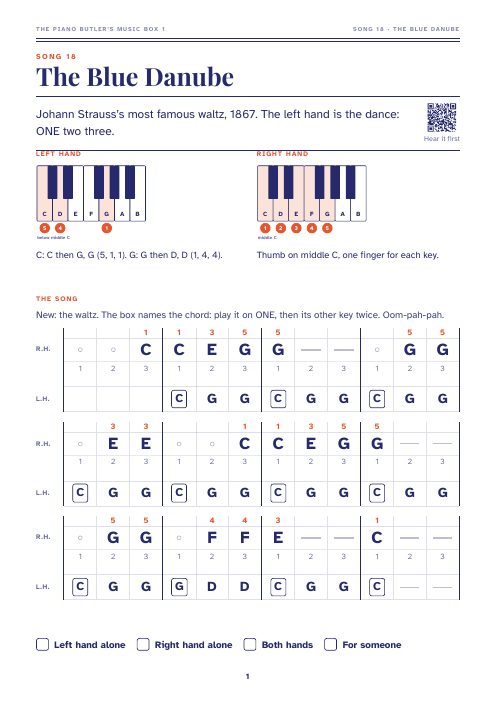 THE PIANO BUTLER'S MUSIC BOX 1
SONG 18 · THE BLUE DANUBE
SONG 18
The Blue Danube
Johann Strauss's most famous waltz, 1867. The left hand is the dance:
ONE two three.
Hear it first
LEFT HAND
RIGHT HAND
C D E F G A B
C D E F G A B
5 4 1
1 2 3 4 5
below middle C
middle C
C: C then G, G (5, 1, 1). G: G then D, D (1, 4, 4).
Thumb on middle C, one finger for each key.
THE SONG
New: the waltz. The box names the chord: play it on ONE, then its other key twice. Oom-pah-pah.
1 1 3 5 5 5 5
R.H. ○ ○ C C E G G — — ○ G G
1 2 3 1 2 3 1 2 3 1 2 3
L.H. C G G C G G C G G
3 3 1 1 3 5 5
R.H. ○ E E ○ ○ C C E G G — —
1 2 3 1 2 3 1 2 3 1 2 3
L.H. C G G C G G C G G C G G
5 5 4 4 3 1
R.H. ○ G G ○ F F E — — C — —
1 2 3 1 2 3 1 2 3 1 2 3
L.H. C G G G D D C G G C — —
Left hand alone Right hand alone Both hands For someone
1